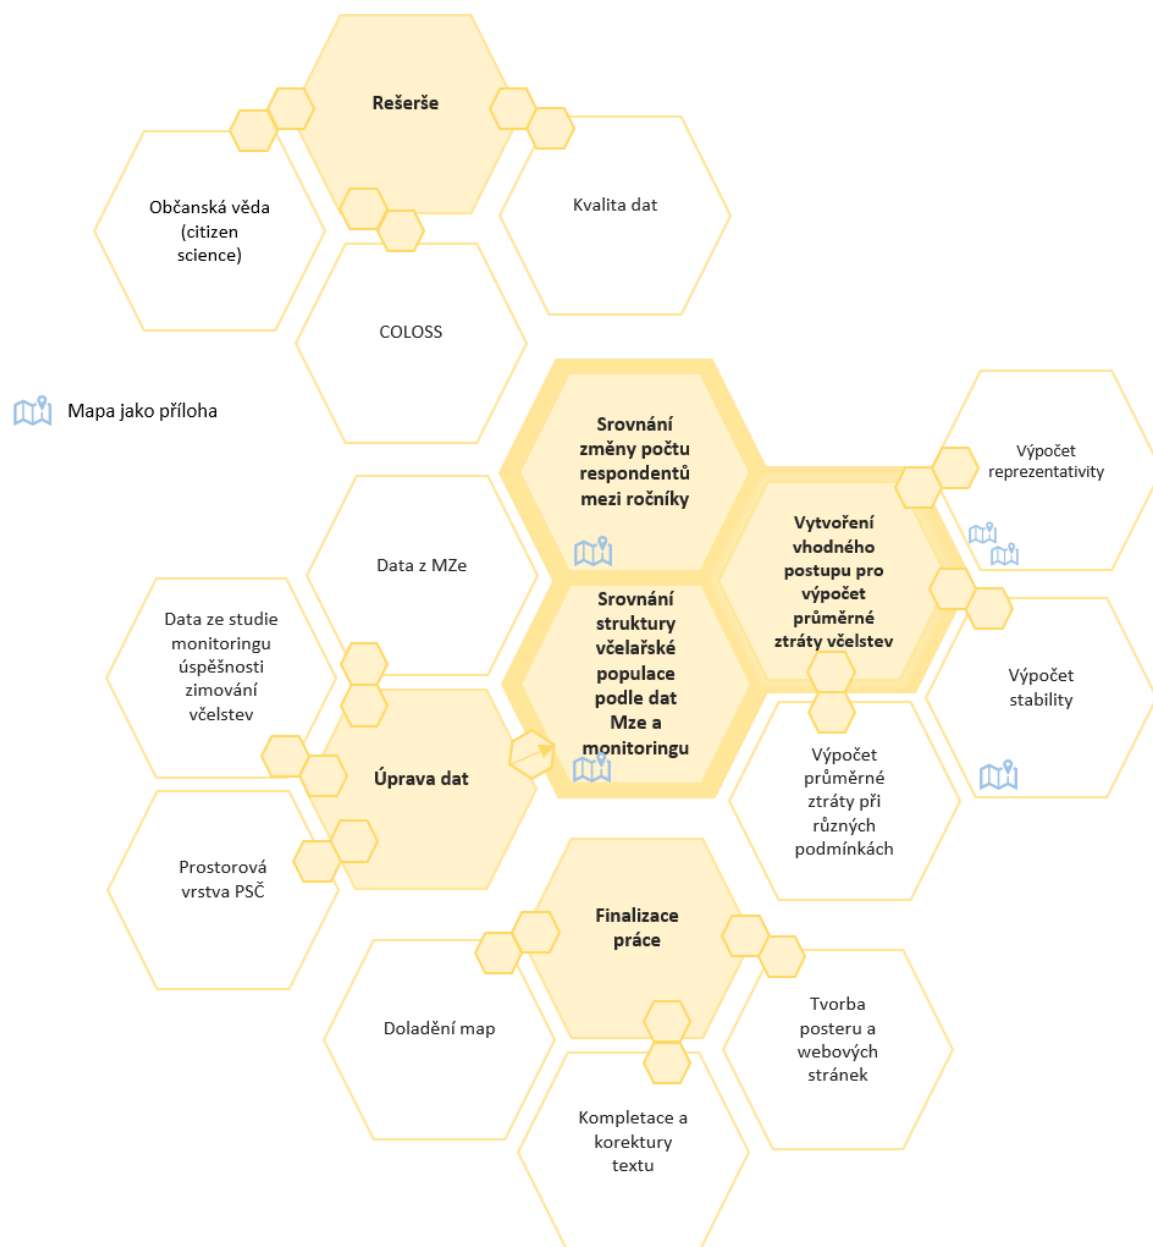 Rešerše
Občanská věda
(citizen
science)
Kvalita dat
COLOSS
Mapa jako příloha
Srovnání
změny počtu
respondentů
mezi ročníky
Výpočet
reprezentativity
Vytvoření
vhodného
postupu pro
výpočet
průměrné
ztráty včelstev
Data z MZe
Srovnání
struktury
včelařské
populace
podle dat
Mze a
monitoringu
Data ze studie
monitoringu
úspěšnosti
zimování
včelstev
Výpočet
stability
Úprava dat
Výpočet
průměrné
ztráty při
různých
podmínkách
Prostorová
vrstva PSČ
Finalizace
práce
Doladění map
Tvorba
posteru a
webových
stránek
Kompletace a
korektury
textu